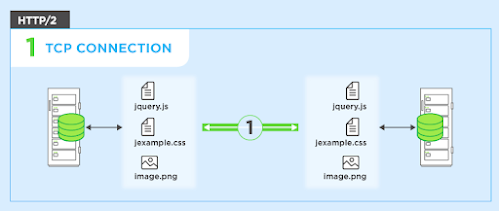 HTTP/2
1 TCP CONNECTION
jquery.js
jexample.css
image.png
1
jquery.js
jexample.css
image.png